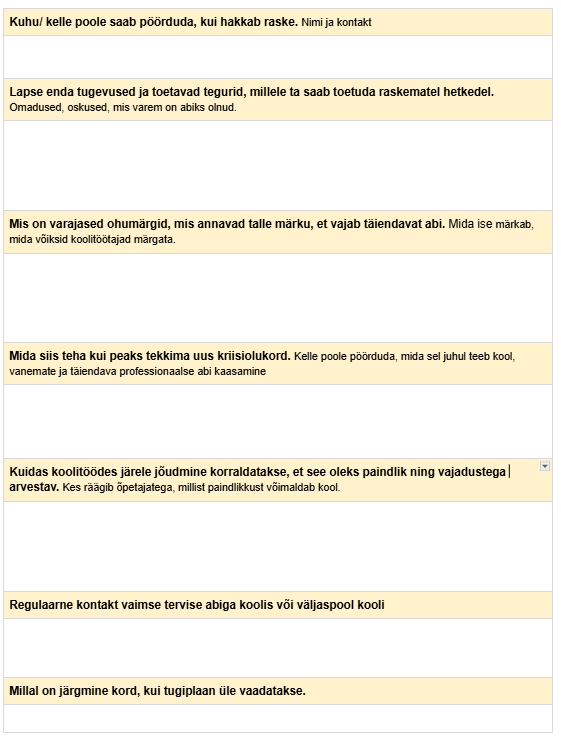 Kuhu/ kelle poole saab pöörduda, kui hakkab raske. Nimi ja kontakt
Lapse enda tugevused ja toetavad tegurid, millele ta saab toetuda raskematel hetkedel.
Omadused, oskused, mis varem on abiks olnud.
Mis on varajased ohumärgid, mis annavad talle märku, et vajab täiendavat abi. Mida ise märkab,
mida võiksid koolitöötajad märgata.
Mida siis teha kui peaks tekkima uus kriisiolukord. Kelle poole pöörduda, mida sel juhul teeb kool,
vanemate ja täiendava professionaalse abi kaasamine
Kuidas koolitöödes järele jõudmine korraldatakse, et see oleks paindlik ning vajadustega
arvestav. Kes räägib õpetajatega, millist paindlikkust võimaldab kool.
Regulaarne kontakt vaimse tervise abiga koolis või väljaspool kooli
Millal on järgmine kord, kui tugiplaan üle vaadatakse.